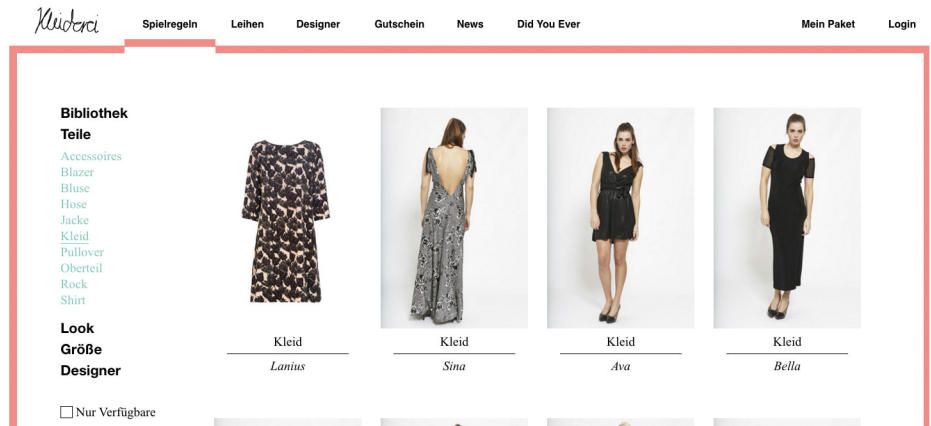 Kleiderei
Spielregeln Leihen Designer Gutschein News Did You Ever Mein Paket Login
Bibliothek
Teile
Accessoires
Blazer
Bluse
Hose
Jacke
Kleid
Pullover
Oberteil
Rock
Shirt
Look
Größe
Designer
Nur Verfügbare
Kleid
Lanius
Kleid
Sina
Kleid
Ava
Kleid
Bella